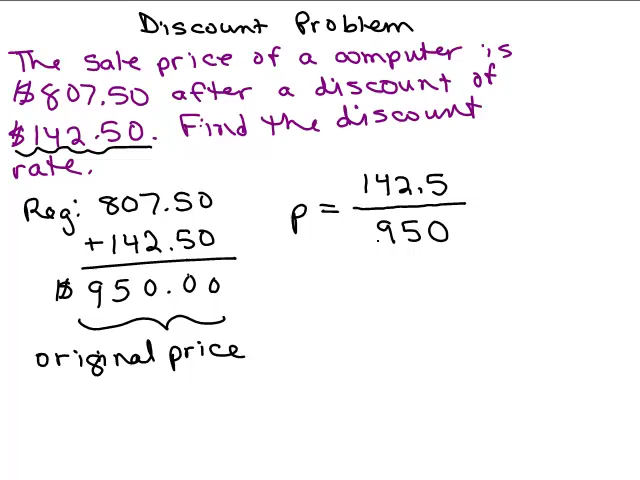 Discount Problem
The sale price of a computer is
$807.50 after a discount of
$142.50. Find the discount
rate.
Reg: 807.50
+142.50
$950.00
original price
p = 142.5
950